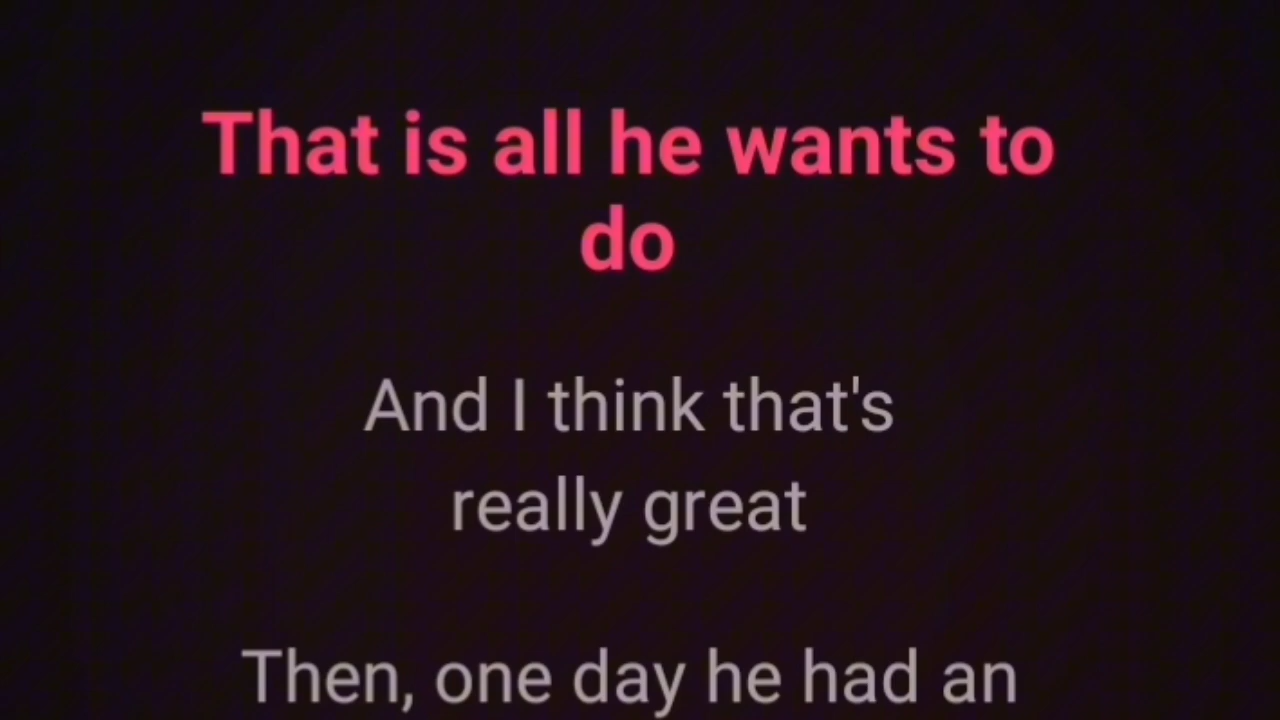 That is all he wants to
do
And I think that's
really great
Then, one day he had an